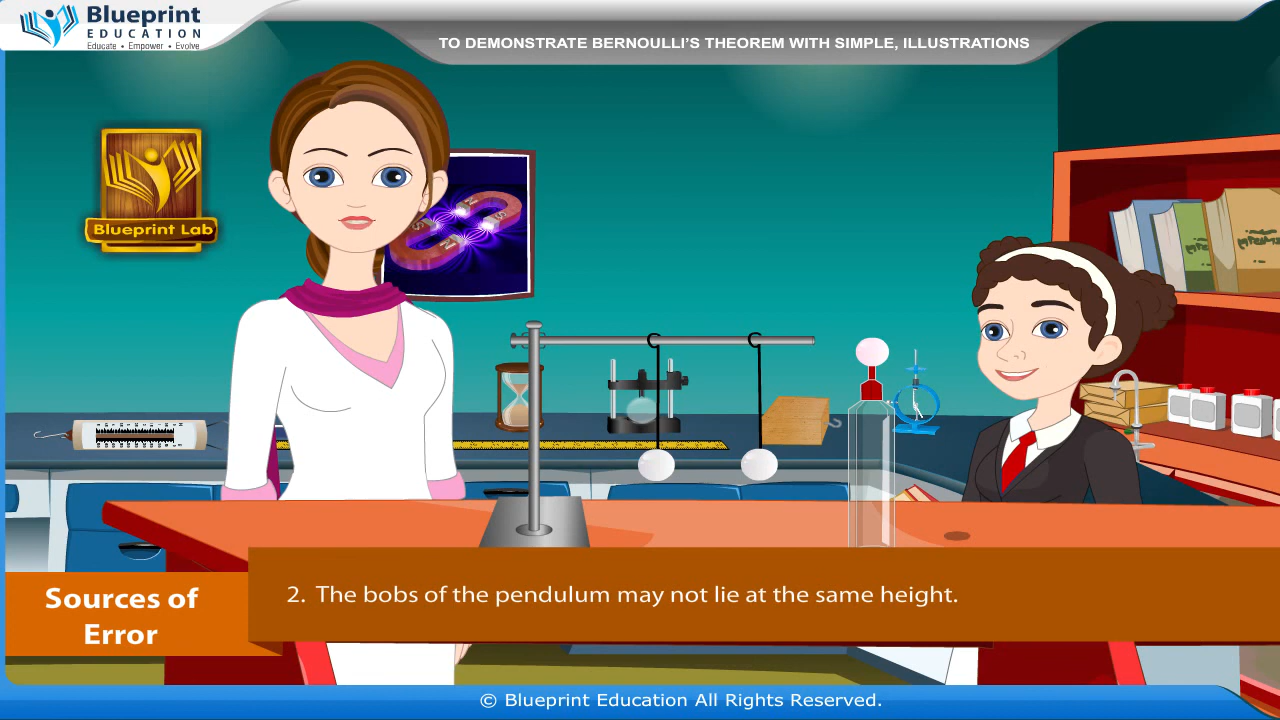 Blueprint
EDUCATION
Educate • Empower • Evolve
TO DEMONSTRATE BERNOULLI'S THEOREM WITH SIMPLE, ILLUSTRATIONS
Blueprint Lab
N
S
S
N
Sources of
Error
2. The bobs of the pendulum may not lie at the same height.
© Blueprint Education All Rights Reserved.